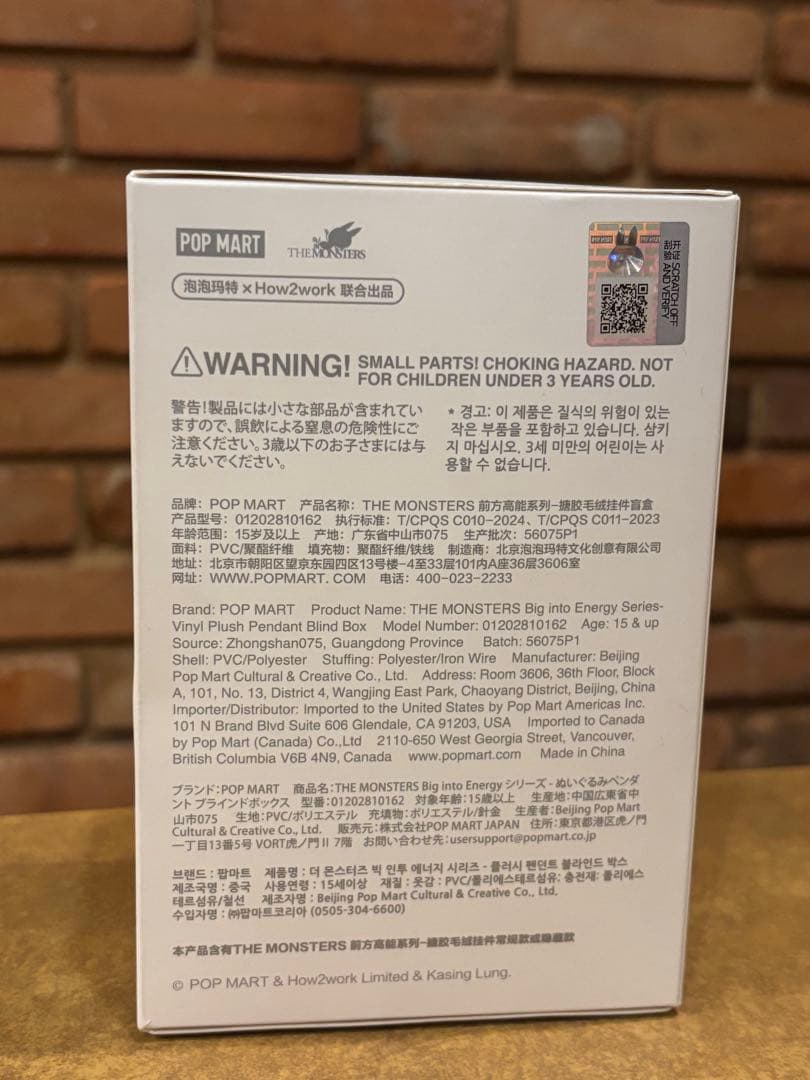 POP MART
THE MONSTERS
泡泡玛特 × How2work 联合出品
POP MART POP MART
开证 SCRATCH OFF
刮验 AND VERIFY
WARNING! SMALL PARTS! CHOKING HAZARD. NOT
FOR CHILDREN UNDER 3 YEARS OLD.
警告!製品には小さな部品が含まれてい
ますので、誤飲による窒息の危険性にご
注意ください。3歳以下のお子さまには与
えないでください。
* 경고: 이 제품은 질식의 위험이 있는
작은 부품을 포함하고 있습니다. 삼키
지 마십시오. 3세 미만의 어린이는 사
용할 수 없습니다.
品牌: POP MART 产品名称: THE MONSTERS 前方高能系列-搪胶毛绒挂件盲盒
产品型号: 01202810162 执行标准: T/CPQS C010-2024、T/CPQS C011-2023
年龄范围: 15岁及以上 产地: 广东省中山市075 生产批次: 56075P1
面料: PVC/聚酯纤维 填充物: 聚酯纤维/铁线 制造商: 北京泡泡玛特文化创意有限公司
地址: 北京市朝阳区望京东园四区13号楼-4至33层101内A座36层3606室
网址: WWW.POPMART. COM 电话: 400-023-2233
Brand: POP MART Product Name: THE MONSTERS Big into Energy Series-
Vinyl Plush Pendant Blind Box Model Number: 01202810162 Age: 15 & up
Source: Zhongshan075, Guangdong Province Batch: 56075P1
Shell: PVC/Polyester Stuffing: Polyester/Iron Wire Manufacturer: Beijing
Pop Mart Cultural & Creative Co., Ltd. Address: Room 3606, 36th Floor, Block
A, 101, No. 13, District 4, Wangjing East Park, Chaoyang District, Beijing, China
Importer/Distributor: Imported to the United States by Pop Mart Americas Inc.
101 N Brand Blvd Suite 606 Glendale, CA 91203, USA Imported to Canada
by Pop Mart (Canada) Co.,Ltd 2110-650 West Georgia Street, Vancouver,
British Columbia V6B 4N9, Canada www.popmart.com Made in China
ブランド:POP MART 商品名:THE MONSTERS Big into Energy シリーズ - ぬいぐるみペンダ
ント ブラインドボックス 型番:01202810162 対象年齢:15歳以上 生産地:中国広東省中
山市075 生地:PVC/ポリエステル 充填物:ポリエステル/針金 生産者:Beijing Pop Mart
Cultural & Creative Co., Ltd. 販売元:株式会社POP MART JAPAN 住所:東京都港区虎ノ門
一丁目13番5号 VORT虎ノ門 II 7階 お問い合わせ先:usersupport@popmart.co.jp
브랜드 : 팝마트 제품명 : 더 몬스터즈 빅 인투 에너지 시리즈 - 플러시 펜던트 블라인드 박스
제조국명 : 중국 사용연령 : 15세이상 재질 : 옷감 : PVC/폴리에스테르섬유: 충전재: 폴리에스
테르섬유/철선 제조자명 : Beijing Pop Mart Cultural & Creative Co., Ltd.
수입자명 : ㈜팝마트코리아 (0505-304-6600)
本产品含有THE MONSTERS 前方高能系列-搪胶毛绒挂件常规款或隐藏款
© POP MART & How2work Limited & Kasing Lung.